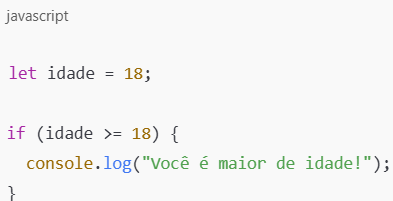 javascript
let idade = 18;
if (idade >= 18) {
  console.log("Você é maior de idade!");
}